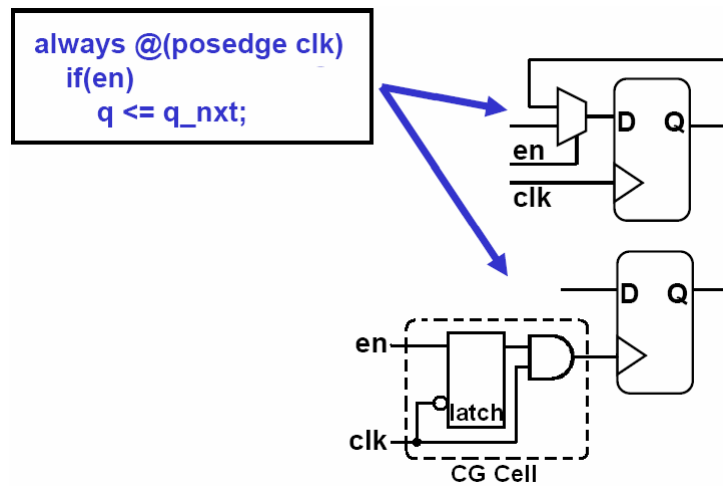 always @(posedge clk)
if(en)
q <= q_nxt;
D Q
en
clk
D Q
en
latch
clk
CG Cell